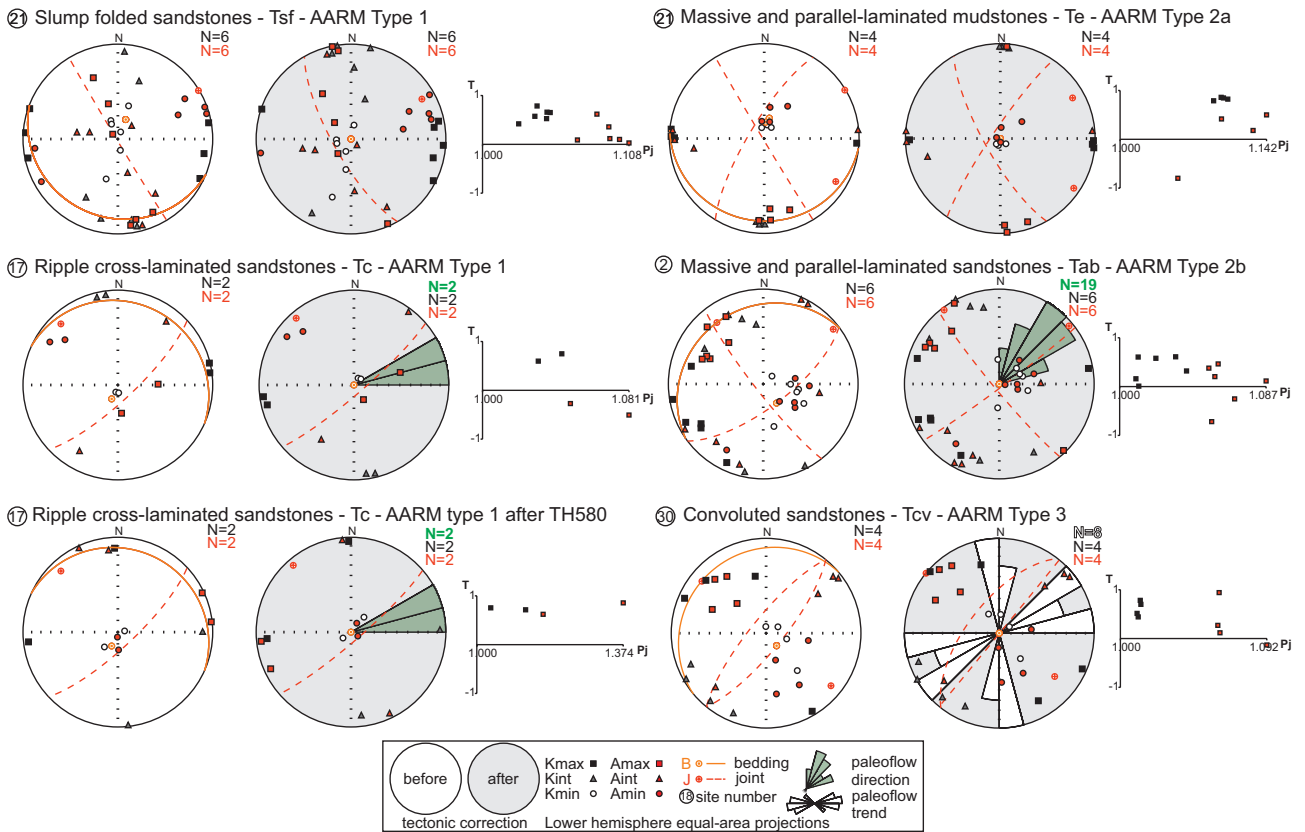 21 Slump folded sandstones - Tsf - AARM Type 1
N
N=6
N=6
N
N=6
N=6
T
1
-1
1.000
1.108
Pj
21 Massive and parallel-laminated mudstones - Te - AARM Type 2a
N
N=4
N=4
N
N=4
N=4
T
1
-1
1.000
1.142
Pj
17 Ripple cross-laminated sandstones - Tc - AARM Type 1
N
N=2
N=2
N
N=2
N=2
N=2
T
1
-1
1.000
1.081
Pj
2 Massive and parallel-laminated sandstones - Tab - AARM Type 2b
N
N=6
N=6
N
N=19
N=6
N=6
T
1
-1
1.000
1.087
Pj
17 Ripple cross-laminated sandstones - Tc - AARM type 1 after TH580
N
N=2
N=2
N
N=2
N=2
N=2
T
1
-1
1.000
1.374
Pj
30 Convoluted sandstones - Tcv - AARM Type 3
N
N=4
N=4
N
N=8
N=4
N=4
T
1
-1
1.000
1.092
Pj
before
after
tectonic correction
Kmax
Kint
Kmin
Amax
Aint
Amin
B bedding
J joint
18 site number
Lower hemisphere equal-area projections
paleoflow
direction
paleoflow
trend